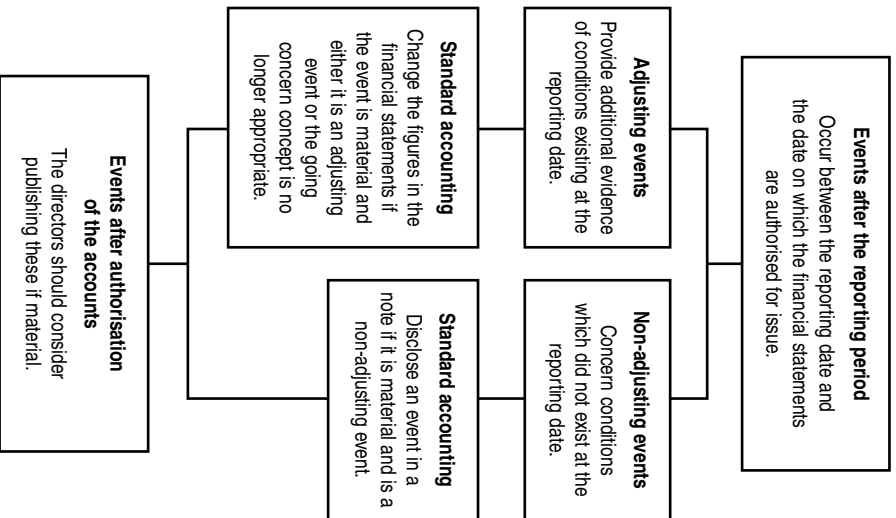 Events after the reporting period
Occur between the reporting date and
the date on which the financial statements
are authorised for issue.
Adjusting events
Provide additional evidence
of conditions existing at the
reporting date.
Non-adjusting events
Concern conditions
which did not exist at the
reporting date.
Standard accounting
Change the figures in the
financial statements if
the event is material and
either it is an adjusting
event or the going
concern concept is no
longer appropriate.
Standard accounting
Disclose an event in a
note if it is material and is a
non-adjusting event.
Events after authorisation
of the accounts
The directors should consider
publishing these if material.